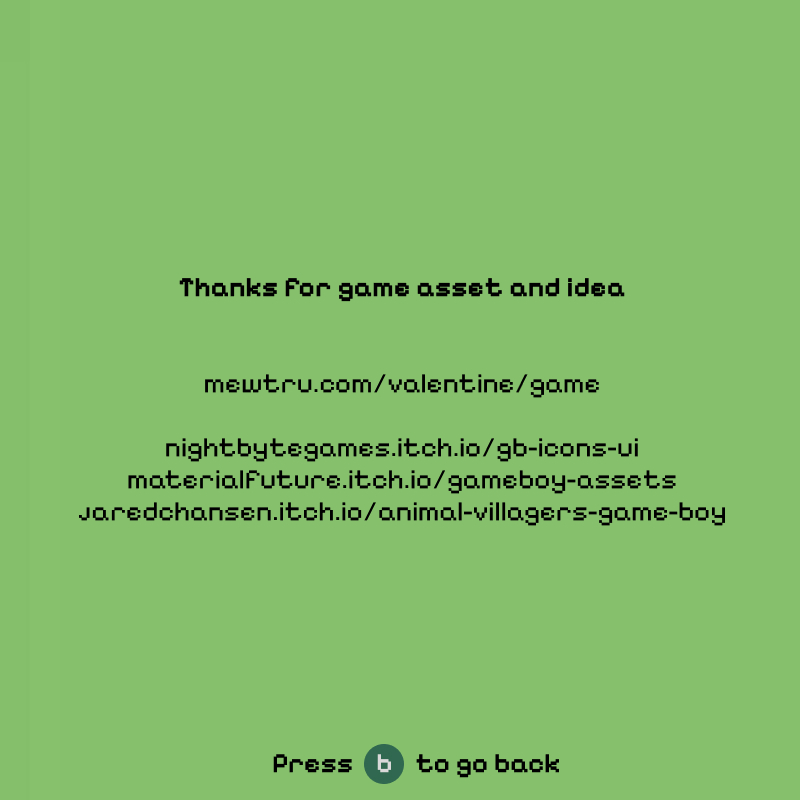 Thanks for game asset and idea
mewtru.com/valentine/game
nightbytegames.itch.io/gb-icons-ui
materialfuture.itch.io/gameboy-assets
jaredchansen.itch.io/animal-villagers-game-boy
Press b to go back